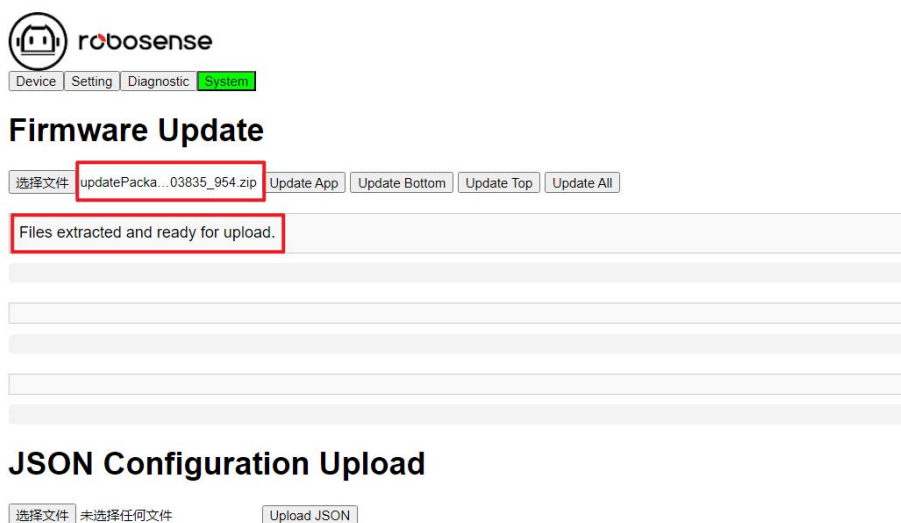 robosense
Device Setting Diagnostic System
Firmware Update
选择文件 updatePacka...03835_954.zip Update App Update Bottom Update Top Update All
Files extracted and ready for upload.
JSON Configuration Upload
选择文件 未选择任何文件 Upload JSON